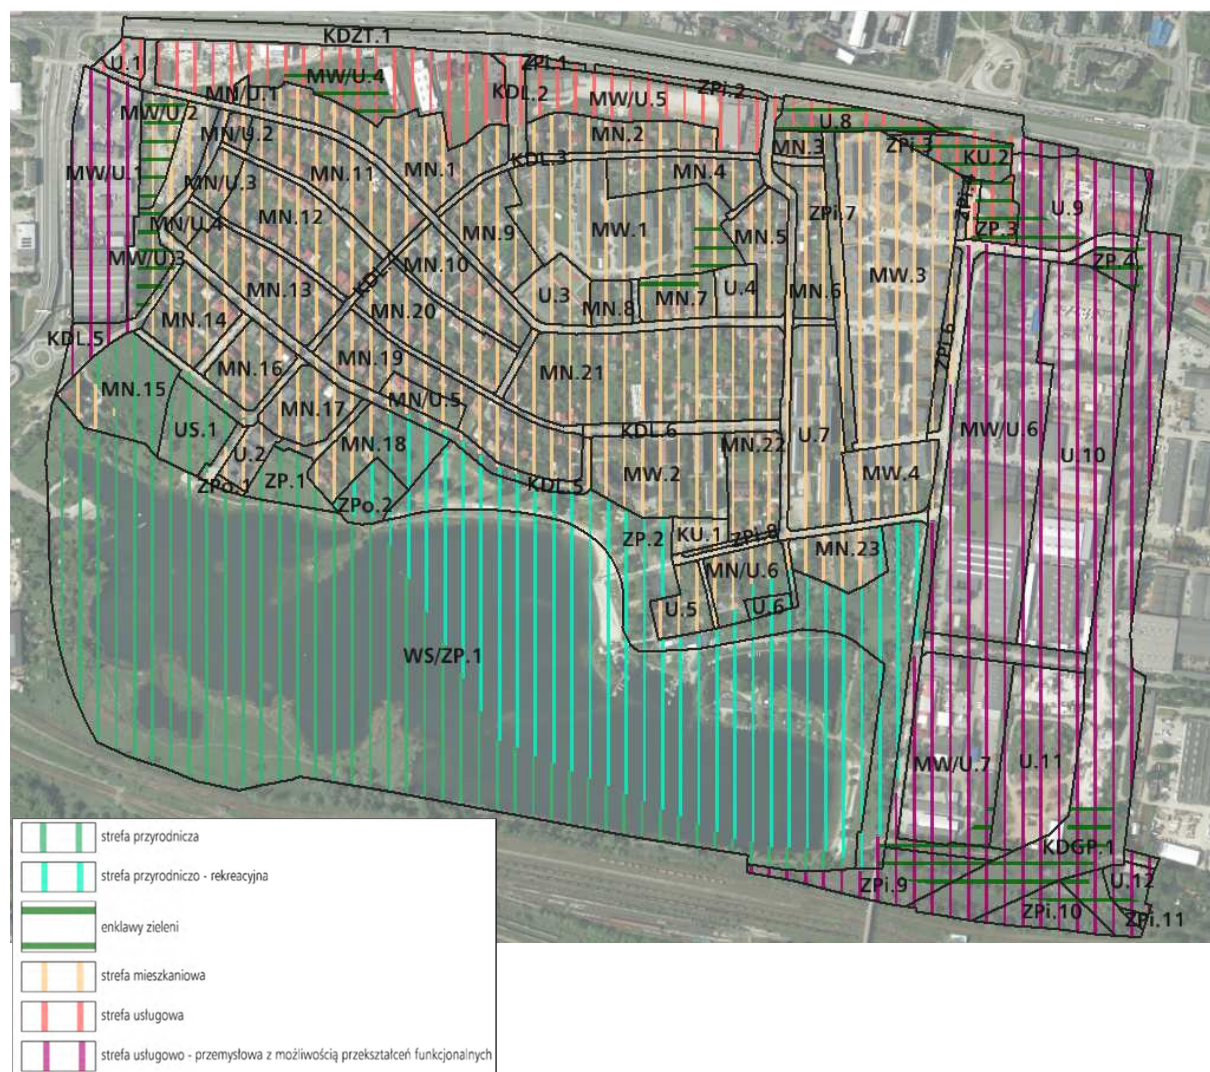 KDZT.1
U.1
ZPi.1
MW/U.4
ZPi.2
MN/U.1
KDL.2
MW/U.5
MW/U.2
U.8
MN/U.2
MN.2
MN.3
ZPi.3
KU.2
KDL.3
MW/U.1
MN.11
MN.1
MN.4
MN/U.3
MN.12
ZPi.7
U.9
MN/U.4
MN.9
MW.1
MN.5
ZP.3
MW/U.3
MN.10
MW.3
ZP.4
MN.13
U.3
MN.8
MN.7
U.4
MN.6
MN.14
MN.20
KDL.5
ZPi.6
MN.19
MN.16
MN.21
MN.15
MN/U.5
MN.17
US.1
KDL.6
U.7
MW/U.6
MN.18
MN.22
U.2
U.10
ZP.1
MW.2
MW.4
ZPo.1
KDL.5
ZPo.2
ZP.2
KU.1
ZPi.8
MN.23
MN/U.6
U.5
U.6
WS/ZP.1
MW/U.7
U.11
KDGP.1
ZPi.9
U.12
ZPi.10
ZPi.11
strefa przyrodnicza
strefa przyrodniczo - rekreacyjna
enklawy zieleni
strefa mieszkaniowa
strefa usługowa
strefa usługowo - przemysłowa z możliwością przekształceń funkcjonalnych